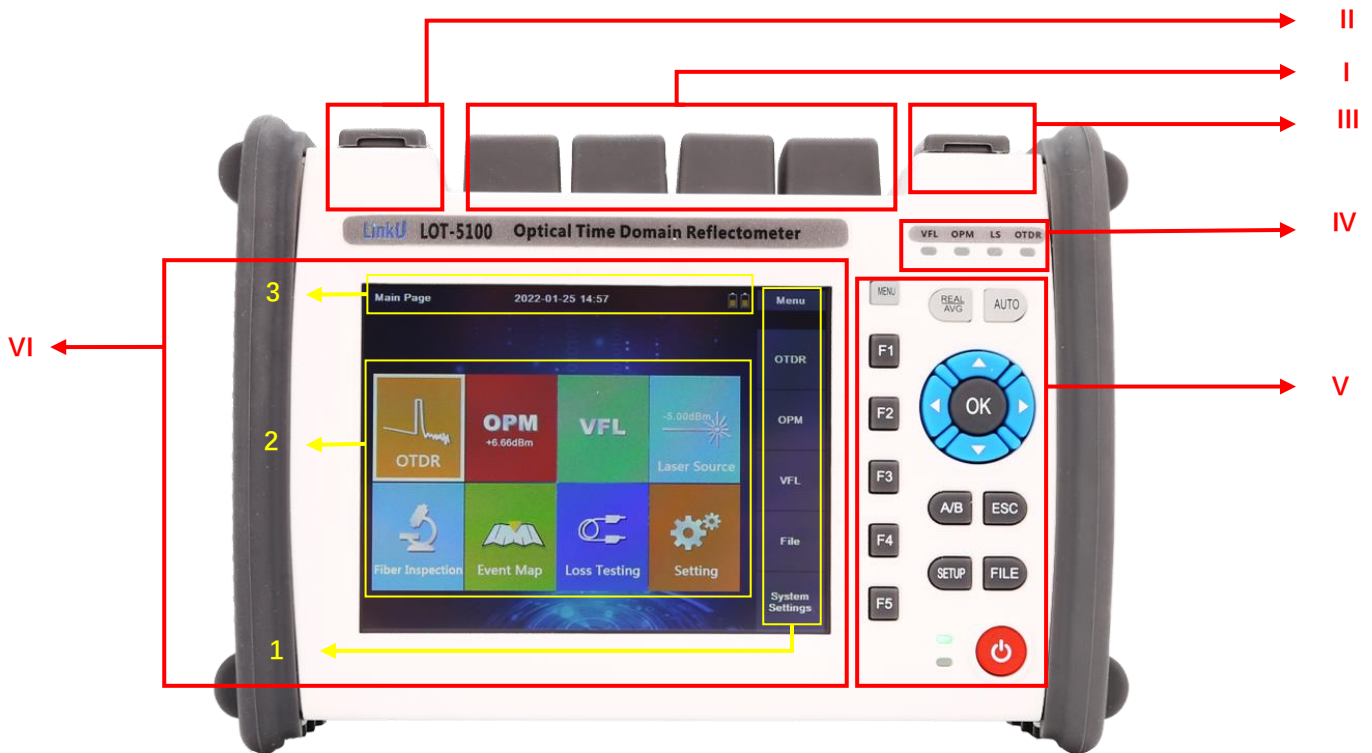 II
I
III
IV
LinkU LOT-5100 Optical Time Domain Reflectometer
VFL OPM LS OTDR
3
Main Page 2022-01-25 14:57 Menu
MENU
REAL
AVG
AUTO
VI
F1
OTDR
V
OK
F2
OPM
2
OPM
+6.66dBm
VFL
-5.00dBm
OTDR
Laser Source
F3
VFL
A/B ESC
F4
File
Fiber Inspection Event Map Loss Testing Setting
SETUP FILE
System
Settings
F5
1